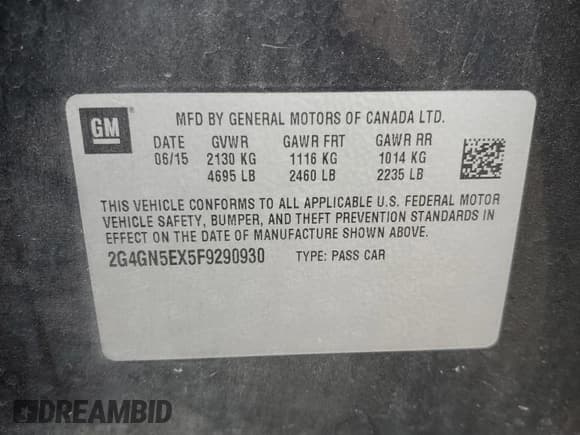 GM
MFD BY GENERAL MOTORS OF CANADA LTD.
DATE GVWR GAWR FRT GAWR RR
06/15 2130 KG 1116 KG 1014 KG
4695 LB 2460 LB 2235 LB
THIS VEHICLE CONFORMS TO ALL APPLICABLE U.S. FEDERAL MOTOR
VEHICLE SAFETY, BUMPER, AND THEFT PREVENTION STANDARDS IN
EFFECT ON THE DATE OF MANUFACTURE SHOWN ABOVE.
2G4GN5EX5F9290930 TYPE: PASS CAR
DREAMBID